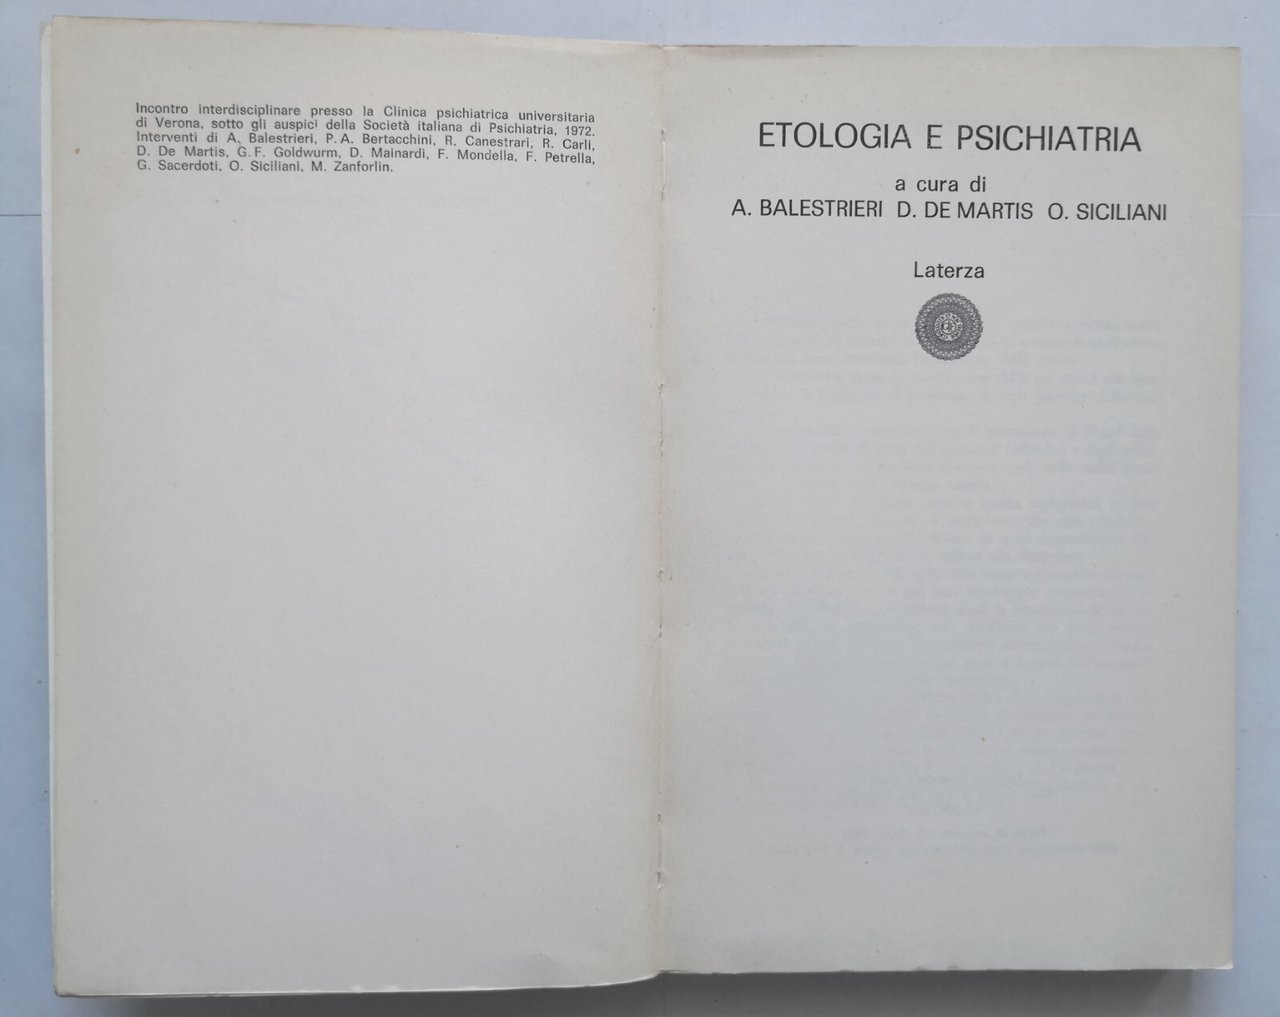 Incontro interdisciplinare presso la Clinica psichiatrica universitaria
di Verona, sotto gli auspici della Società italiana di Psichiatria, 1972.
Interventi di A. Balestrieri, P. A. Bertacchini, R. Canestrari, R. Carli,
D. De Martis, G. F. Goldwurm, D. Mainardi, F. Mondella, F. Petrella,
G. Sacerdoti, O. Siciliani, M. Zanforlin.
ETOLOGIA E PSICHIATRIA
a cura di
A. BALESTRIERI D. DE MARTIS O. SICILIANI
Laterza